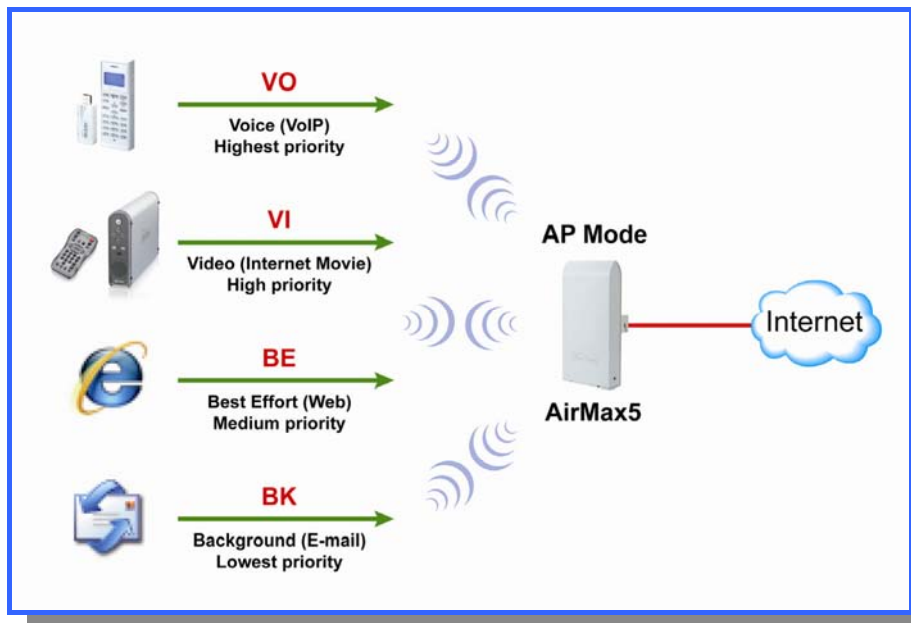 VO
Voice (VoIP)
Highest priority
VI
Video (Internet Movie)
High priority
BE
Best Effort (Web)
Medium priority
BK
Background (E-mail)
Lowest priority
AP Mode
AirMax5
Internet